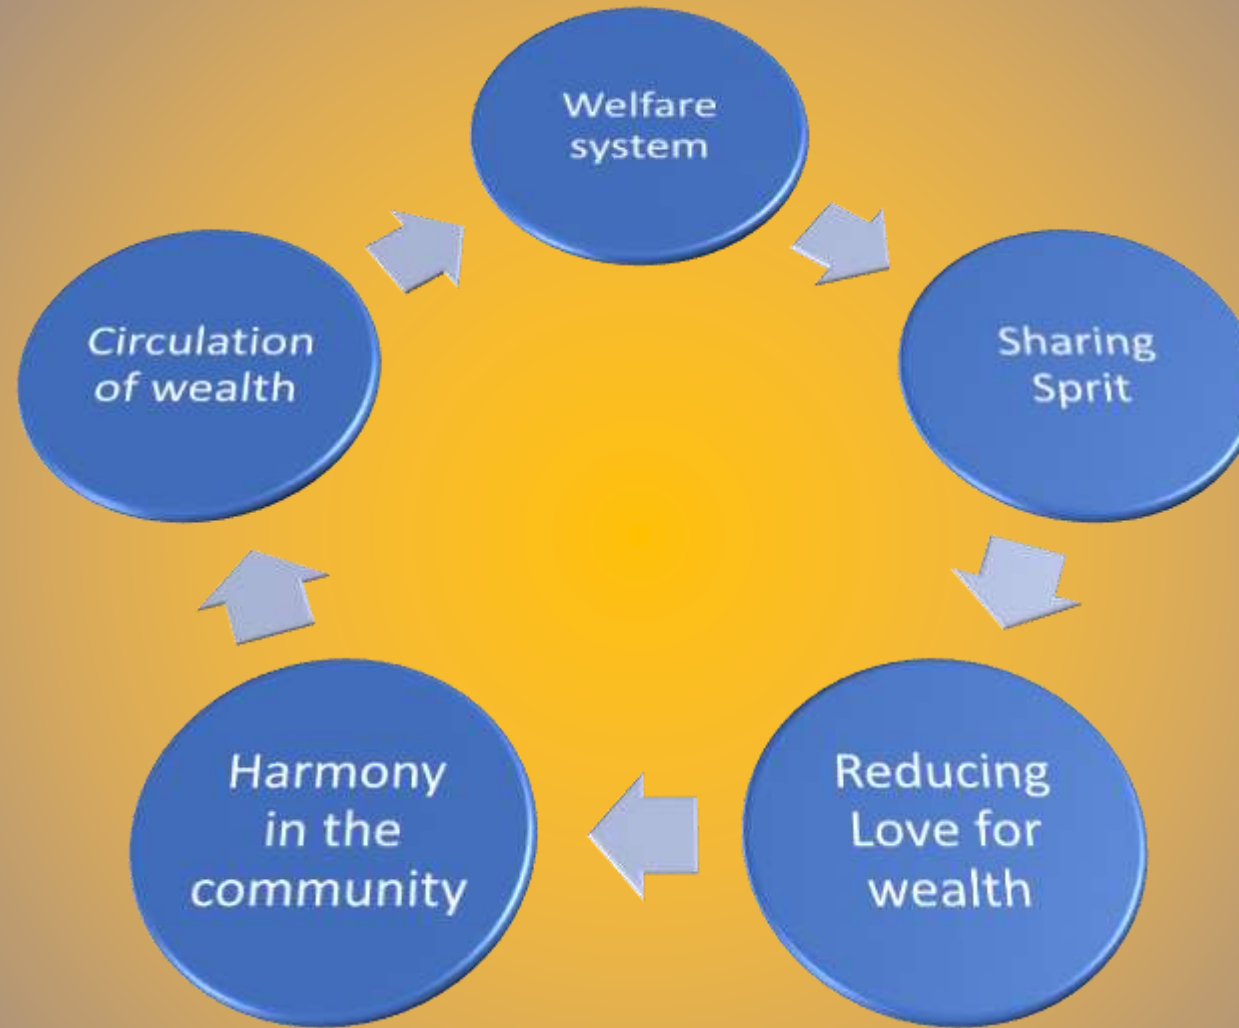 Welfare
system
Sharing
Sprit
Reducing
Love for
wealth
Harmony
in the
community
Circulation
of wealth